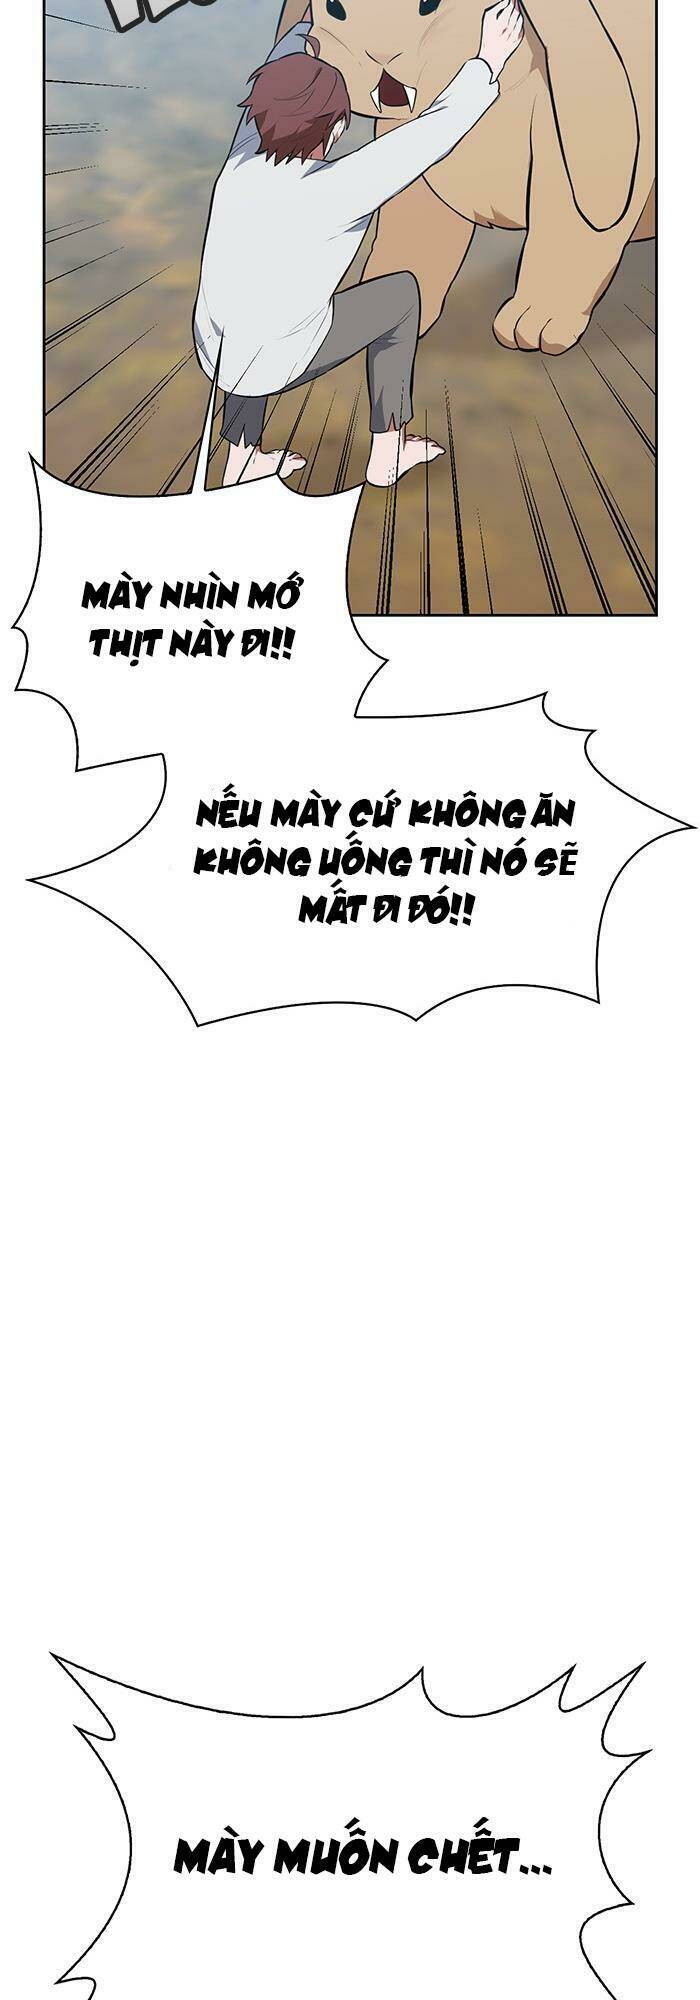 MÀY NHÌN MỚ
THỊT NÀY ĐI!!
NẾU MÀY CỨ KHÔNG ĂN
KHÔNG UỐNG THÌ NÓ SẼ
MẤT ĐI ĐÓ!!
MÀY MUỐN CHẾT...